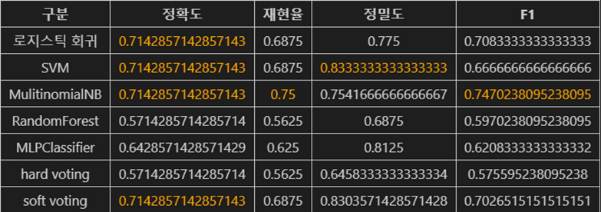 구분 정확도 재현율 정밀도 F1
로지스틱 회귀 0.7142857142857143 0.6875 0.775 0.7083333333333333
SVM 0.7142857142857143 0.6875 0.8333333333333333 0.6666666666666666
MulitinomialNB 0.7142857142857143 0.75 0.7541666666666667 0.7470238095238095
RandomForest 0.5714285714285714 0.5625 0.6875 0.5970238095238095
MLPClassifier 0.6428571428571429 0.625 0.8125 0.6208333333333332
hard voting 0.5714285714285714 0.5625 0.6458333333333334 0.575595238095238
soft voting 0.7142857142857143 0.6875 0.8303571428571428 0.7026515151515151